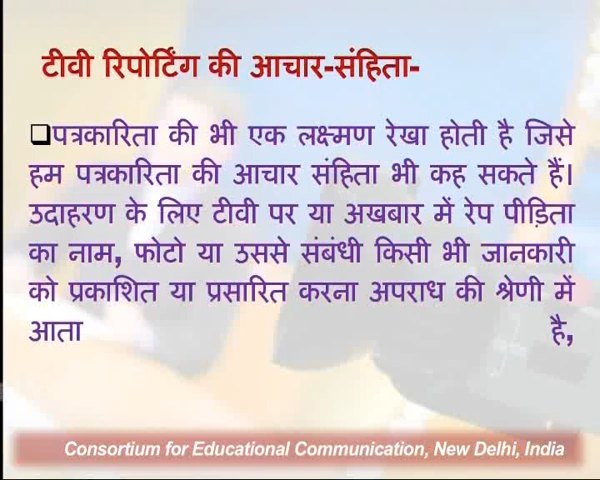 टीवी रिपोर्टिंग की आचार-संहिता-
❑पत्रकारिता की भी एक लक्ष्मण रेखा होती है जिसे
हम पत्रकारिता की आचार संहिता भी कह सकते हैं।
उदाहरण के लिए टीवी पर या अखबार में रेप पीड़िता
का नाम, फोटो या उससे संबंधी किसी भी जानकारी
को प्रकाशित या प्रसारित करना अपराध की श्रेणी में
आता है,
Consortium for Educational Communication, New Delhi, India